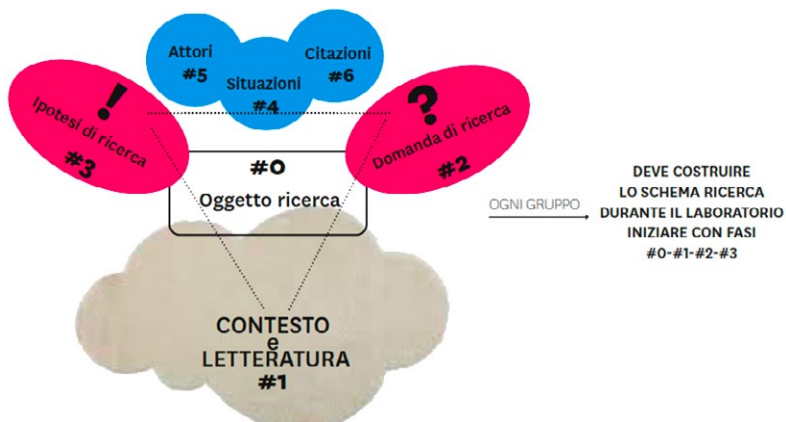 Attori
#5
Citazioni
#6
Situazioni
#4
!
Ipotesi di ricerca
#3
?
Domanda di ricerca
#2
#0
Oggetto ricerca
CONTESTO
e
LETTERATURA
#1
OGNI GRUPPO
DEVE COSTRUIRE
LO SCHEMA RICERCA
DURANTE IL LABORATORIO
INIZIARE CON FASI
#0-#1-#2-#3